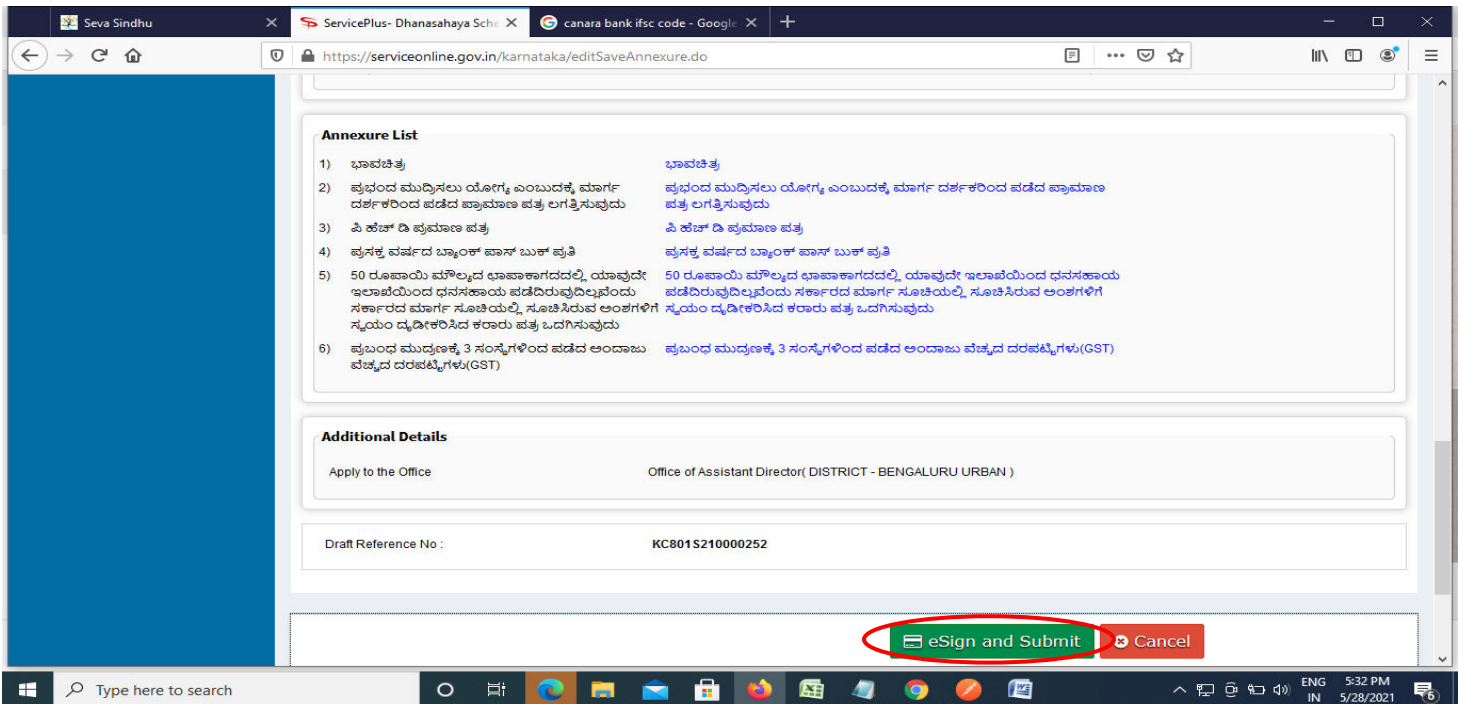 Seva Sindhu
ServicePlus- Dhanasahaya Sche
canara bank ifsc code - Google
https://serviceonline.gov.in/karnataka/editSaveAnnexure.do
Annexure List
1) ಭಾವಚಿತ್ರ ಭಾವಚಿತ್ರ
2) ಪ್ರಭಂದ ಮುದ್ರಿಸಲು ಯೋಗ್ಯ ಎಂಬುದಕ್ಕೆ ಮಾರ್ಗ ಪ್ರಭಂದ ಮುದ್ರಿಸಲು ಯೋಗ್ಯ ಎಂಬುದಕ್ಕೆ ಮಾರ್ಗ ದರ್ಶಕರಿಂದ ಪಡೆದ ಪ್ರಾಮಾಣ
ದರ್ಶಕರಿಂದ ಪಡೆದ ಪ್ರಾಮಾಣ ಪತ್ರ ಲಗತ್ತಿಸುವುದು ಪತ್ರ ಲಗತ್ತಿಸುವುದು
3) ಪಿ ಹೆಚ್ ಡಿ ಪ್ರಮಾಣ ಪತ್ರ ಪಿ ಹೆಚ್ ಡಿ ಪ್ರಮಾಣ ಪತ್ರ
4) ಪ್ರಸಕ್ತ ವರ್ಷದ ಬ್ಯಾಂಕ್ ಪಾಸ್ ಬುಕ್ ಪ್ರತಿ ಪ್ರಸಕ್ತ ವರ್ಷದ ಬ್ಯಾಂಕ್ ಪಾಸ್ ಬುಕ್ ಪ್ರತಿ
5) 50 ರೂಪಾಯಿ ಮೌಲ್ಯದ ಛಾಪಾಕಾಗದದಲ್ಲಿ ಯಾವುದೇ 50 ರೂಪಾಯಿ ಮೌಲ್ಯದ ಛಾಪಾಕಾಗದದಲ್ಲಿ ಯಾವುದೇ ಇಲಾಖೆಯಿಂದ ಧನಸಹಾಯ
ಇಲಾಖೆಯಿಂದ ಧನಸಹಾಯ ಪಡೆದಿರುವುದಿಲ್ಲವೆಂದು ಪಡೆದಿರುವುದಿಲ್ಲವೆಂದು ಸರ್ಕಾರದ ಮಾರ್ಗ ಸೂಚಿಯಲ್ಲಿ ಸೂಚಿಸಿರುವ ಅಂಶಗಳಿಗೆ
ಸರ್ಕಾರದ ಮಾರ್ಗ ಸೂಚಿಯಲ್ಲಿ ಸೂಚಿಸಿರುವ ಅಂಶಗಳಿಗೆ ಸ್ವಯಂ ದೃಡೀಕರಿಸಿದ ಕರಾರು ಪತ್ರ ಒದಗಿಸುವುದು
ಸ್ವಯಂ ದೃಡೀಕರಿಸಿದ ಕರಾರು ಪತ್ರ ಒದಗಿಸುವುದು
6) ಪ್ರಬಂಧ ಮುದ್ರಣಕ್ಕೆ 3 ಸಂಸ್ಥೆಗಳಿಂದ ಪಡೆದ ಅಂದಾಜು ಪ್ರಬಂಧ ಮುದ್ರಣಕ್ಕೆ 3 ಸಂಸ್ಥೆಗಳಿಂದ ಪಡೆದ ಅಂದಾಜು ವೆಚ್ಚದ ದರಪಟ್ಟಿಗಳು(GST)
ವೆಚ್ಚದ ದರಪಟ್ಟಿಗಳು(GST)
Additional Details
Apply to the Office Office of Assistant Director( DISTRICT - BENGALURU URBAN )
Draft Reference No : KC801S210000252
eSign and Submit Cancel
Type here to search
ENG 5:32 PM
IN 5/28/2021
6